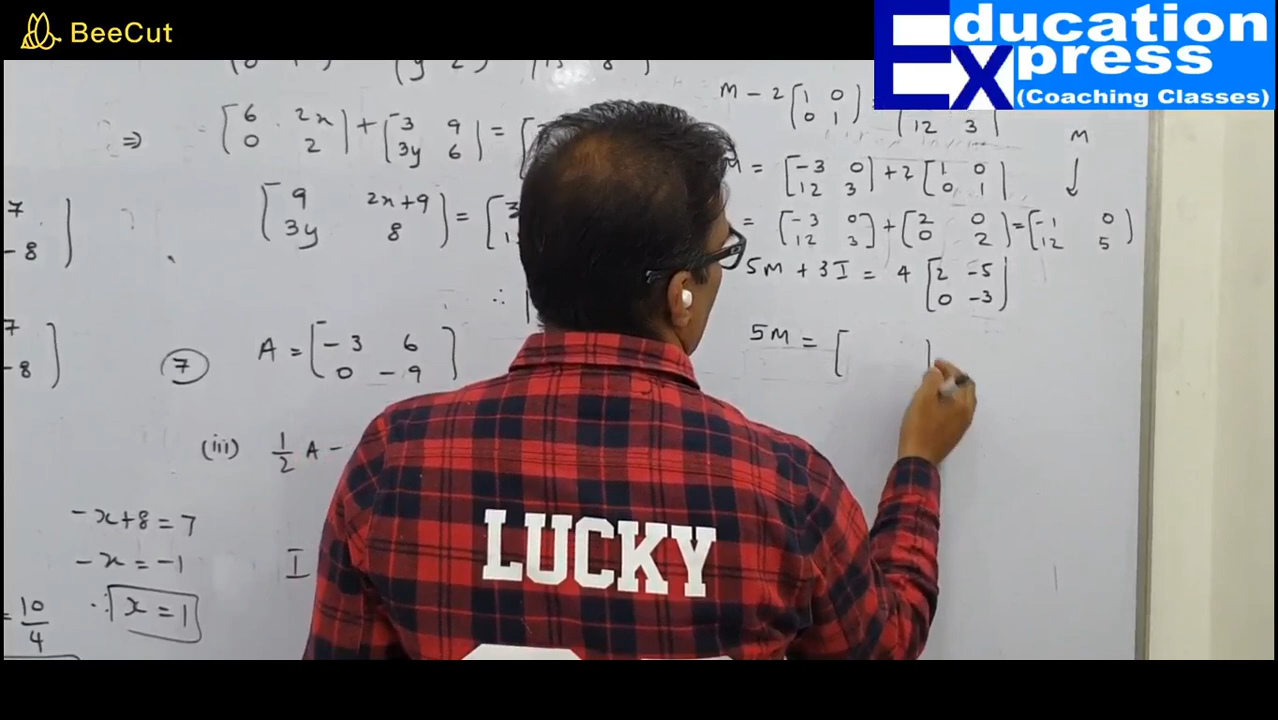 BeeCut
Education
Express
(Coaching Classes)
M - 2 [1 0
0 1]
12 3]
⇒ [6 2x
0 2] + [3 9
3y 6] = [
[9 2x+9
3y 8] = [3
= [-3 0
12 3] + 2 [1 0
0 1]
M
↓
= [-3 0
12 3] + [2 0
0 2] = [-1 0
12 5]
5M + 3I = 4 [2 -5
0 -3]
5M = [ ]
7
-8]
7
-8]
∴
⑦ A = [-3 6
0 -9]
(iii) 1/2 A -
-x+8 = 7
-x = -1
∴ x = 1
= 10/4
I
LUCKY